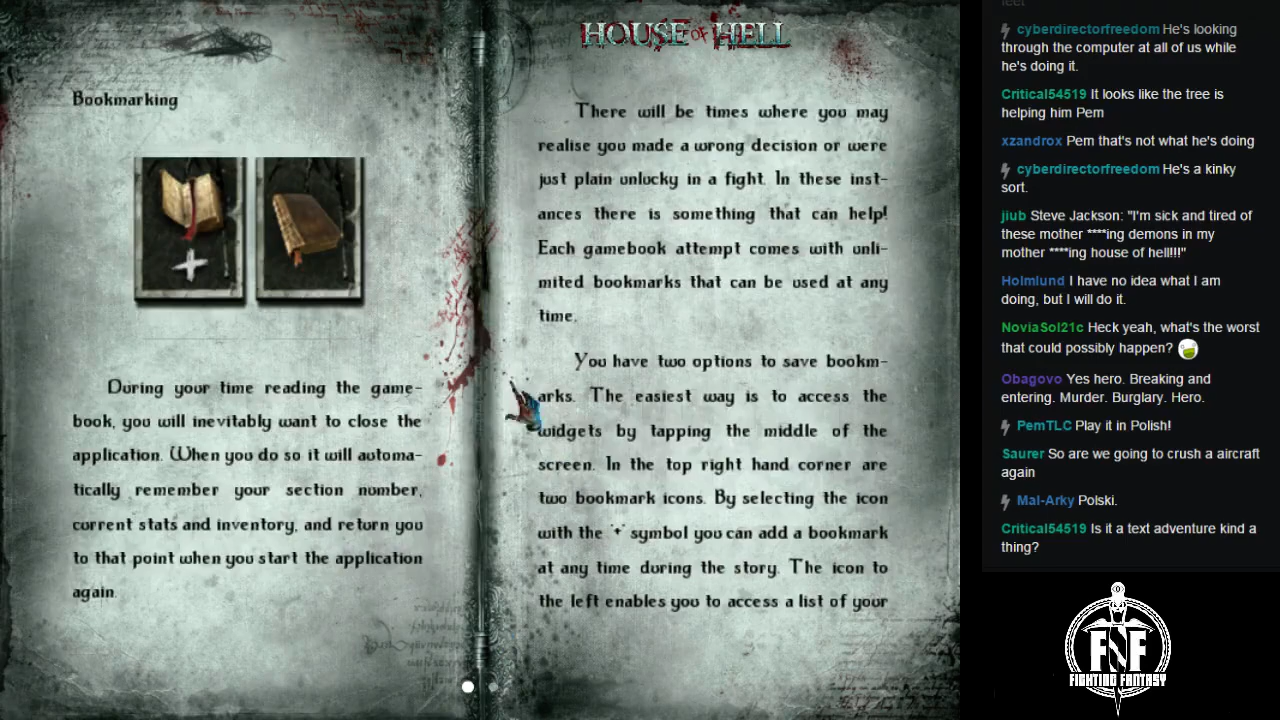 HOUSE OF HELL
Bookmarking
During your time reading the game-
book, you will inevitably want to close the
application. When you do so it will automa-
tically remember your section number,
current stats and inventory, and return you
to that point when you start the application
again.
There will be times where you may
realise you made a wrong decision or were
just plain unlucky in a fight. In these inst-
ances there is something that can help!
Each gamebook attempt comes with unli-
mited bookmarks that can be used at any
time.
You have two options to save bookm-
arks. The easiest way is to access the
widgets by tapping the middle of the
screen. In the top right hand corner are
two bookmark icons. By selecting the icon
with the '+' symbol you can add a bookmark
at any time during the story. The icon to
the left enables you to access a list of your
feet.
cyberdirectorfreedom He's looking
through the computer at all of us while
he's doing it.
Critical54519 It looks like the tree is
helping him Pem
xzandrox Pem that's not what he's doing
cyberdirectorfreedom He's a kinky
sort.
jiub Steve Jackson: "I'm sick and tired of
these mother ****ing demons in my
mother ****ing house of hell!!!"
Holmlund I have no idea what I am
doing, but I will do it.
NoviaSol21c Heck yeah, what's the worst
that could possibly happen?
Obagovo Yes hero. Breaking and
entering. Murder. Burglary. Hero.
PemTLC Play it in Polish!
Saurer So are we going to crush a aircraft
again
Mal-Arky Polski.
Critical54519 Is it a text adventure kind a
thing?
FF
FIGHTING FANTASY